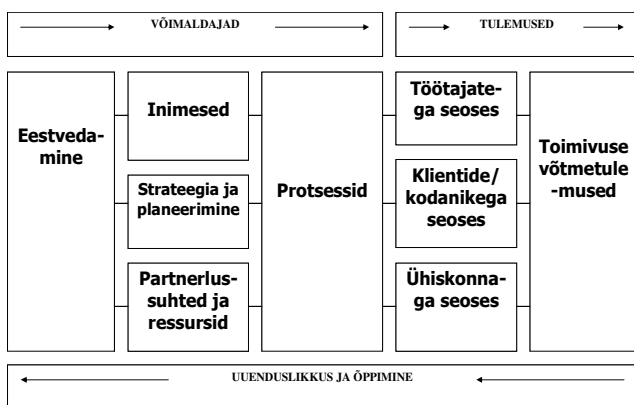 VÕIMALDAJAD
TULEMUSED
Eestveda-
mine
Inimesed
Strateegia ja
planeerimine
Partnerlus-
suhted ja
ressursid
Protsessid
Töötajate-
ga seoses
Klientide/
kodanikega
seoses
Ühiskonna-
ga seoses
Toimivuse
võtmetule
-mused
UUENDUSLIKKUS JA ÕPPIMINE